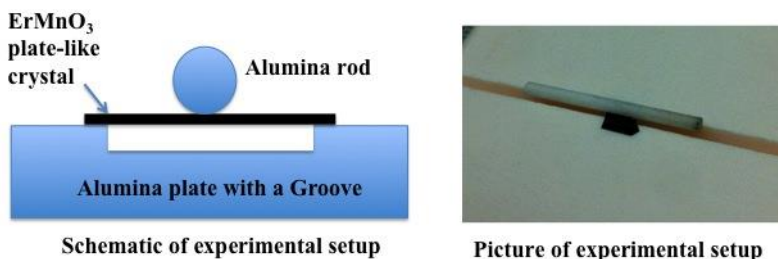 ErMnO₃
plate-like
crystal
Alumina rod
Alumina plate with a Groove
Schematic of experimental setup
Picture of experimental setup